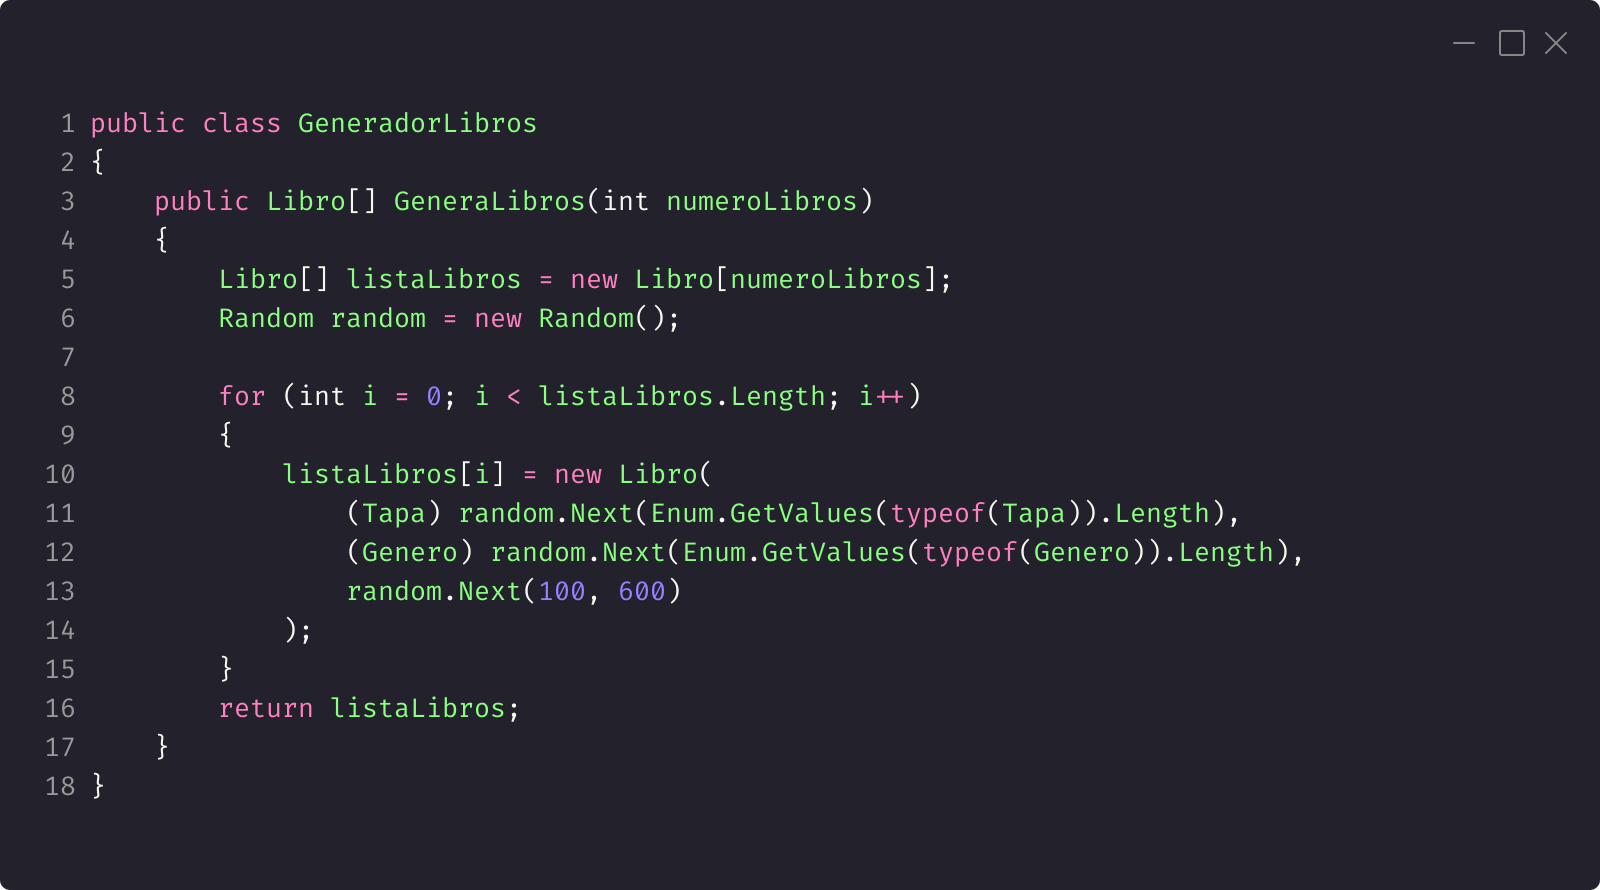 1 public class GeneradorLibros
2 {
3     public Libro[] GeneraLibros(int numeroLibros)
4     {
5         Libro[] listaLibros = new Libro[numeroLibros];
6         Random random = new Random();
7
8         for (int i = 0; i < listaLibros.Length; i++)
9         {
10             listaLibros[i] = new Libro(
11                 (Tapa) random.Next(Enum.GetValues(typeof(Tapa)).Length),
12                 (Genero) random.Next(Enum.GetValues(typeof(Genero)).Length),
13                 random.Next(100, 600)
14             );
15         }
16         return listaLibros;
17     }
18 }